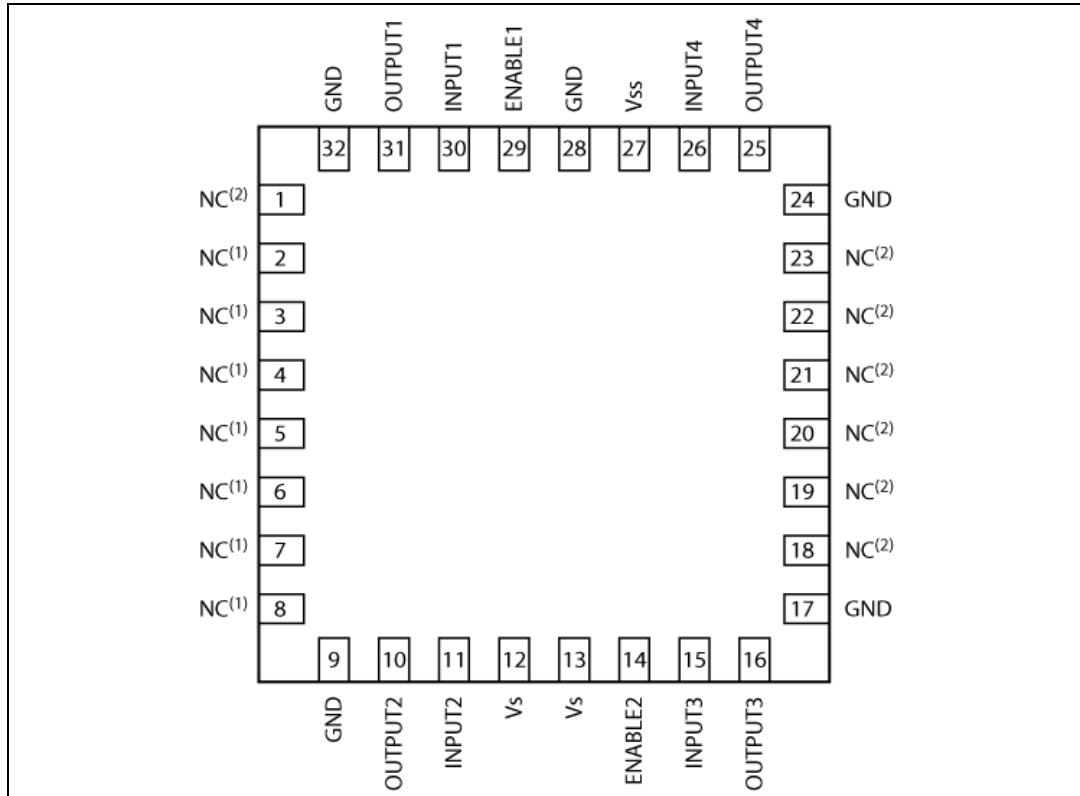 GND
OUTPUT1
INPUT1
ENABLE1
GND
Vss
INPUT4
OUTPUT4
32 31 30 29 28 27 26 25
NC(2) 1 24 GND
NC(1) 2 23 NC(2)
NC(1) 3 22 NC(2)
NC(1) 4 21 NC(2)
NC(1) 5 20 NC(2)
NC(1) 6 19 NC(2)
NC(1) 7 18 NC(2)
NC(1) 8 17 GND
9 10 11 12 13 14 15 16
GND
OUTPUT2
INPUT2
Vs
Vs
ENABLE2
INPUT3
OUTPUT3